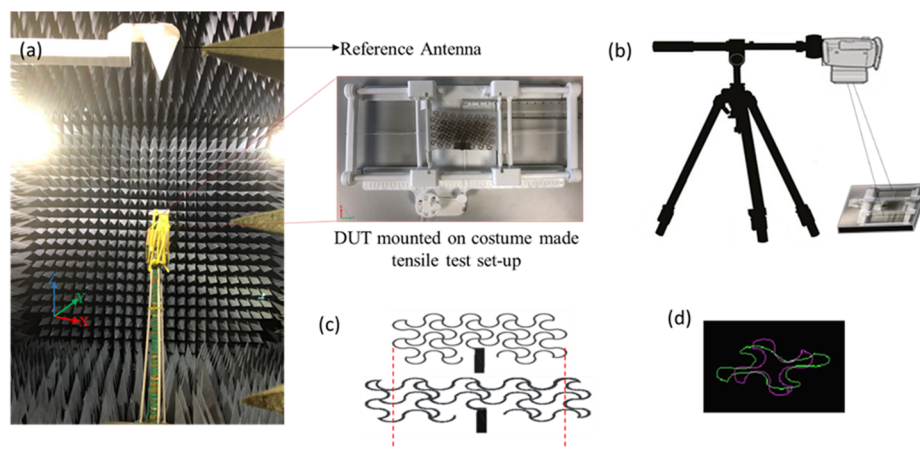 (a)
Reference Antenna
(b)
DUT mounted on costume made
tensile test set-up
Z
Y
X
(c)
(d)